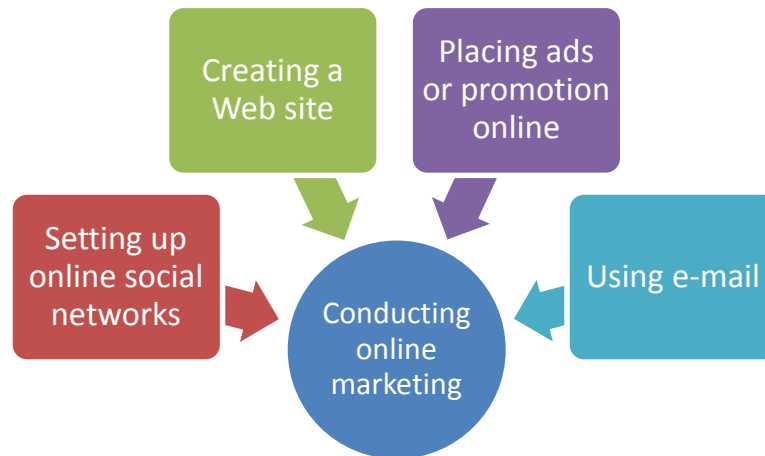 Setting up
online social
networks
Creating a
Web site
Placing ads
or promotion
online
Using e-mail
Conducting
online
marketing